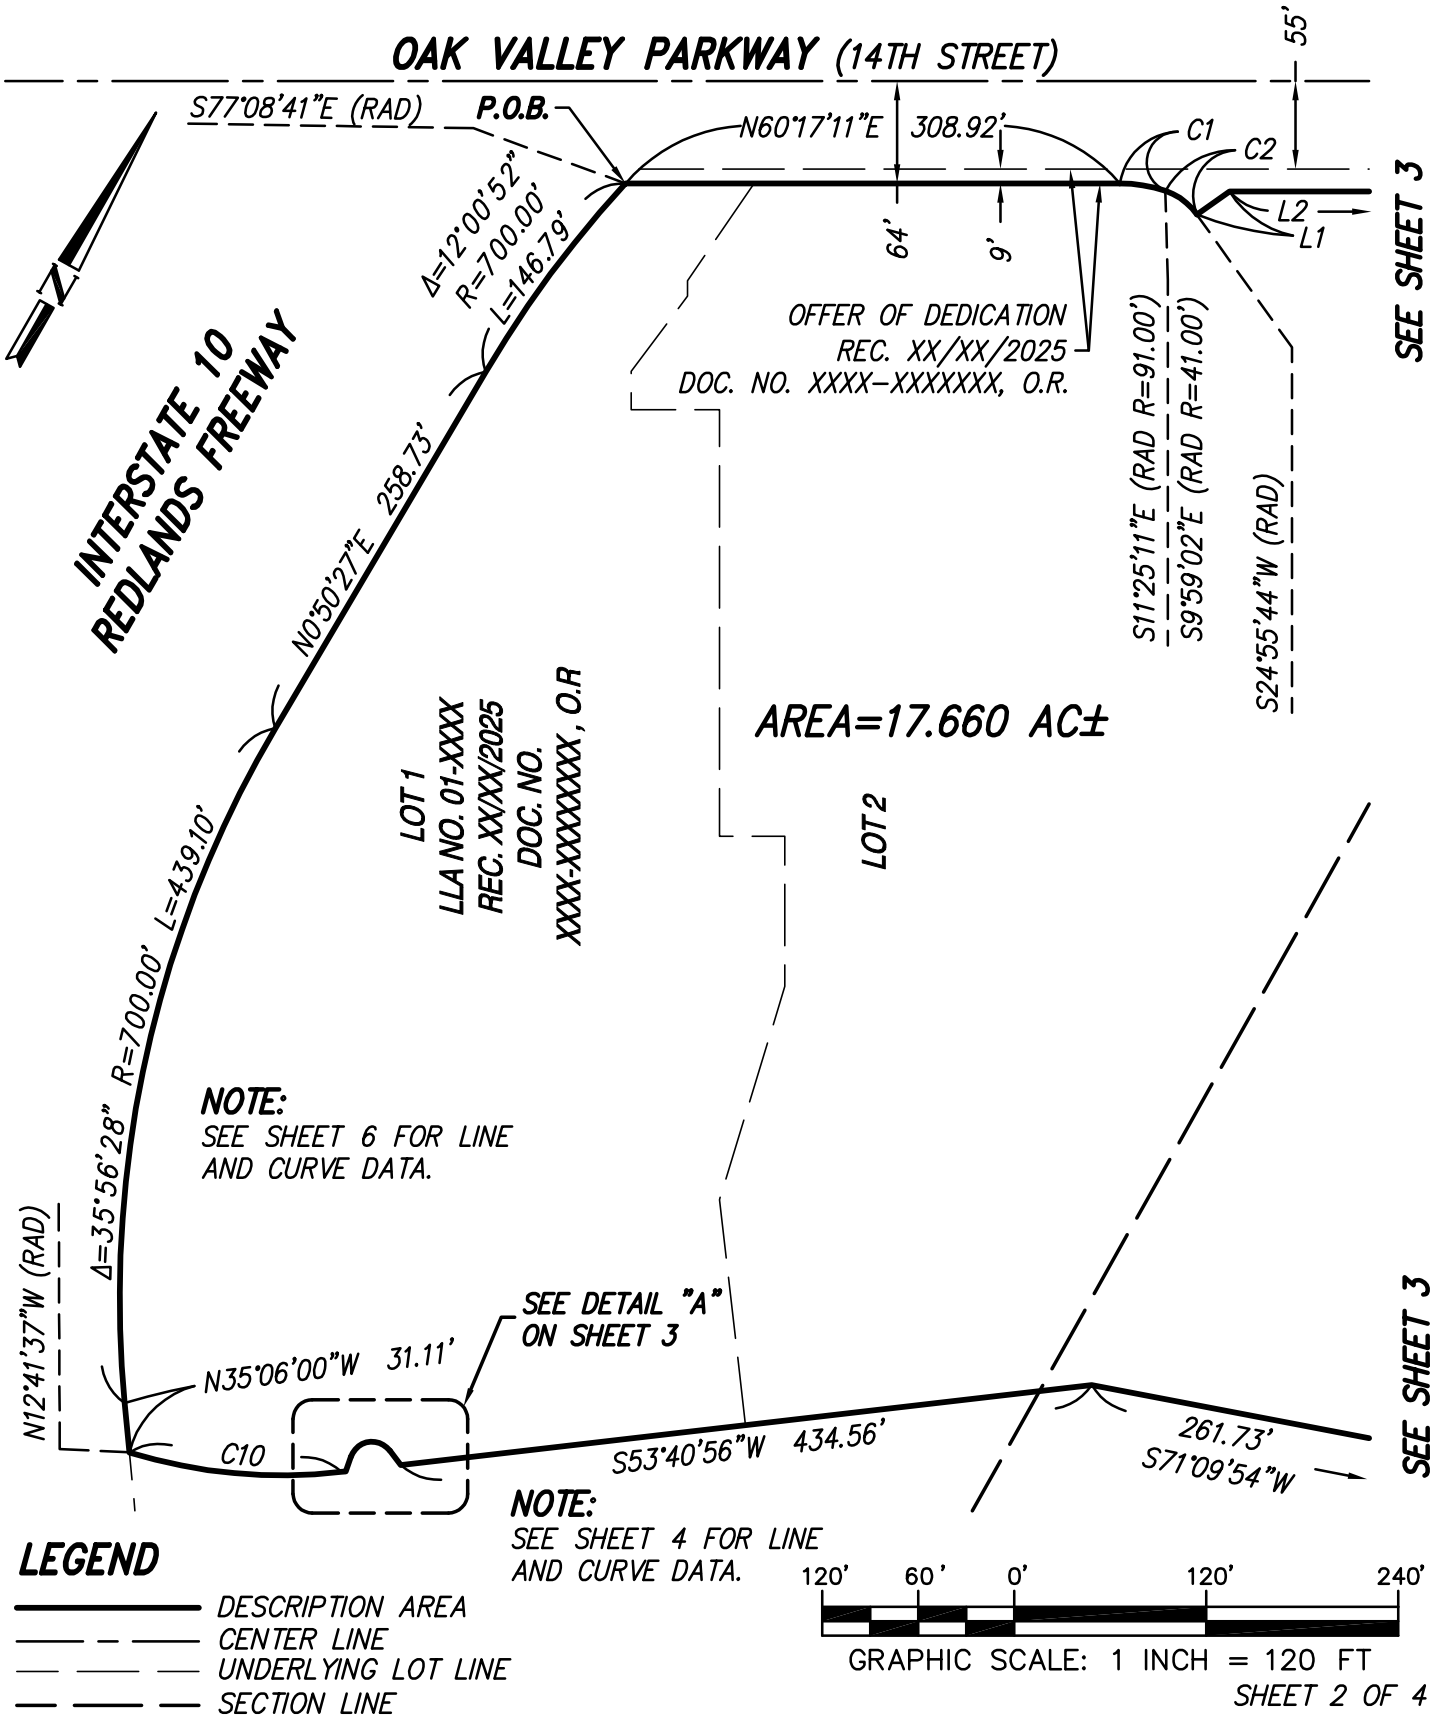 55'
OAK VALLEY PARKWAY (14TH STREET)
S77°08'41"E (RAD)
P.O.B.
N60°17'11"E 308.92'
C1
C2
Δ=12°00'52"
R=700.00'
L=146.79'
L2
L1
64'
9'
SEE SHEET 3
N
OFFER OF DEDICATION
REC. XX/XX/2025
DOC. NO. XXXX-XXXXXXX, O.R.
INTERSTATE 10
REDLANDS FREEWAY
S11°25'11"E (RAD R=91.00')
S9°59'02"E (RAD R=41.00')
S24°55'44"W (RAD)
N0°50'27"E 258.73'
LOT 1
LLA NO. 01-XXXX
REC. XX/XX/2025
DOC. NO.
XXXX-XXXXXXX, O.R
AREA=17.660 AC±
LOT 2
Δ=35°56'28" R=700.00' L=439.10'
NOTE:
SEE SHEET 6 FOR LINE
AND CURVE DATA.
N12°41'37"W (RAD)
SEE DETAIL "A"
ON SHEET 3
N35°06'00"W 31.11'
C10
S53°40'56"W 434.56'
261.73'
S71°09'54"W
SEE SHEET 3
NOTE:
SEE SHEET 4 FOR LINE
AND CURVE DATA.
LEGEND
DESCRIPTION AREA
CENTER LINE
UNDERLYING LOT LINE
SECTION LINE
120' 60' 0' 120' 240'
GRAPHIC SCALE: 1 INCH = 120 FT
SHEET 2 OF 4